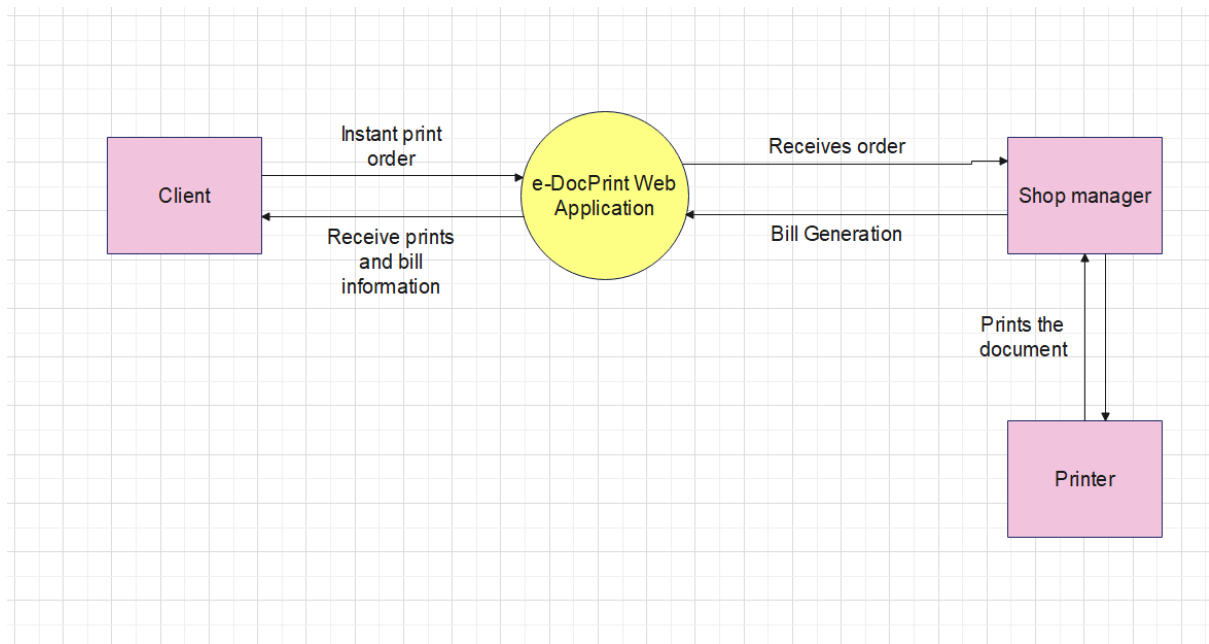 Instant print
order
Client
Receive prints
and bill
information
e-DocPrint Web
Application
Receives order
Bill Generation
Shop manager
Prints the
document
Printer